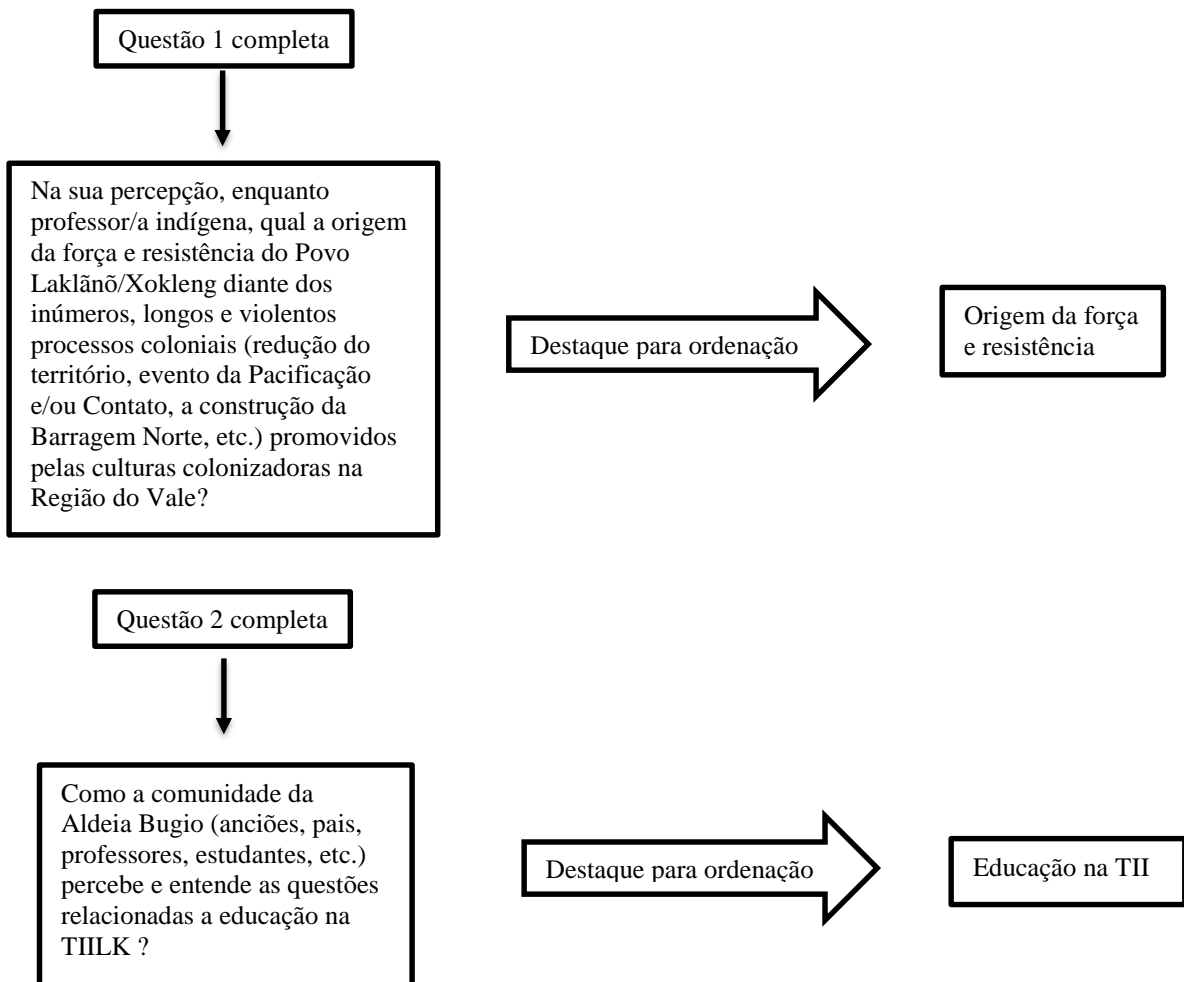 Questão 1 completa
Na sua percepção, enquanto
professor/a indígena, qual a origem
da força e resistência do Povo
Laklãnõ/Xokleng diante dos
inúmeros, longos e violentos
processos coloniais (redução do
território, evento da Pacificação
e/ou Contato, a construção da
Barragem Norte, etc.) promovidos
pelas culturas colonizadoras na
Região do Vale?
Destaque para ordenação
Origem da força
e resistência
Questão 2 completa
Como a comunidade da
Aldeia Bugio (anciões, pais,
professores, estudantes, etc.)
percebe e entende as questões
relacionadas a educação na
TIILK ?
Destaque para ordenação
Educação na TII